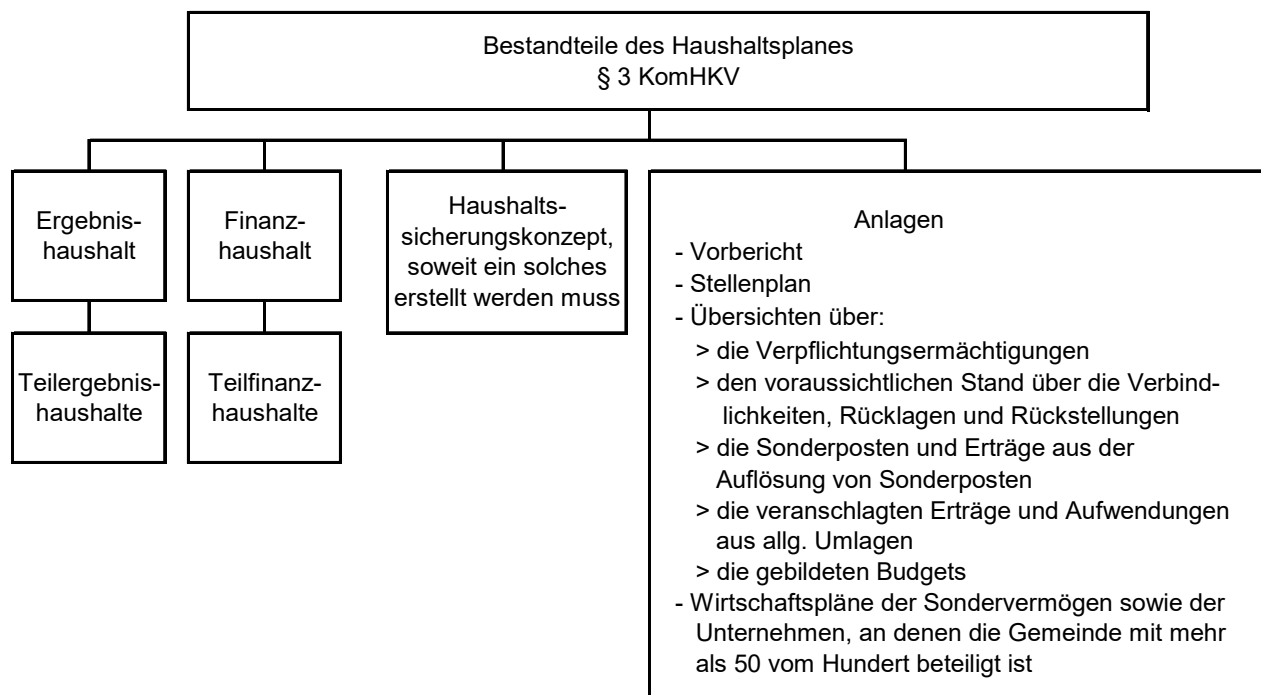 Bestandteile des Haushaltsplanes
§ 3 KomHKV
Ergebnis-
haushalt
Finanz-
haushalt
Haushalts-
sicherungskonzept,
soweit ein solches
erstellt werden muss
Teilergebnis-
haushalte
Teilfinanz-
haushalte
Anlagen
- Vorbericht
- Stellenplan
- Übersichten über:
> die Verpflichtungsermächtigungen
> den voraussichtlichen Stand über die Verbind-
lichkeiten, Rücklagen und Rückstellungen
> die Sonderposten und Erträge aus der
Auflösung von Sonderposten
> die veranschlagten Erträge und Aufwendungen
aus allg. Umlagen
> die gebildeten Budgets
- Wirtschaftspläne der Sondervermögen sowie der
Unternehmen, an denen die Gemeinde mit mehr
als 50 vom Hundert beteiligt ist